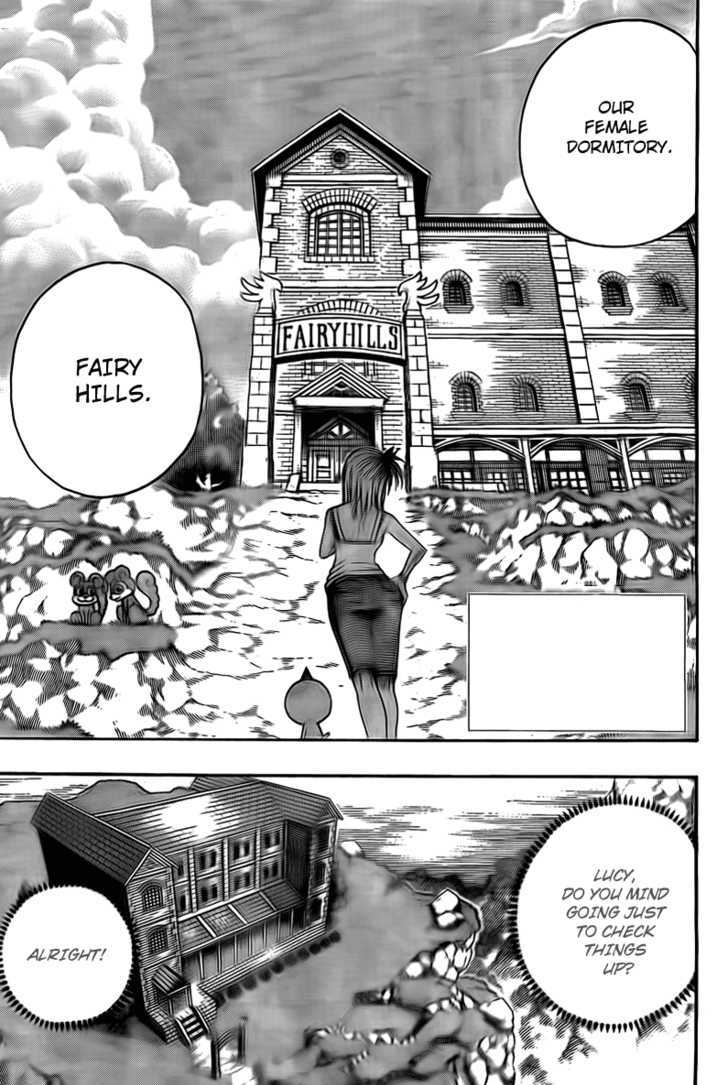 OUR
FEMALE
DORMITORY.
FAIRYHILLS
FAIRY
HILLS.
LUCY,
DO YOU MIND
GOING JUST
TO CHECK
THINGS
UP?
ALRIGHT!